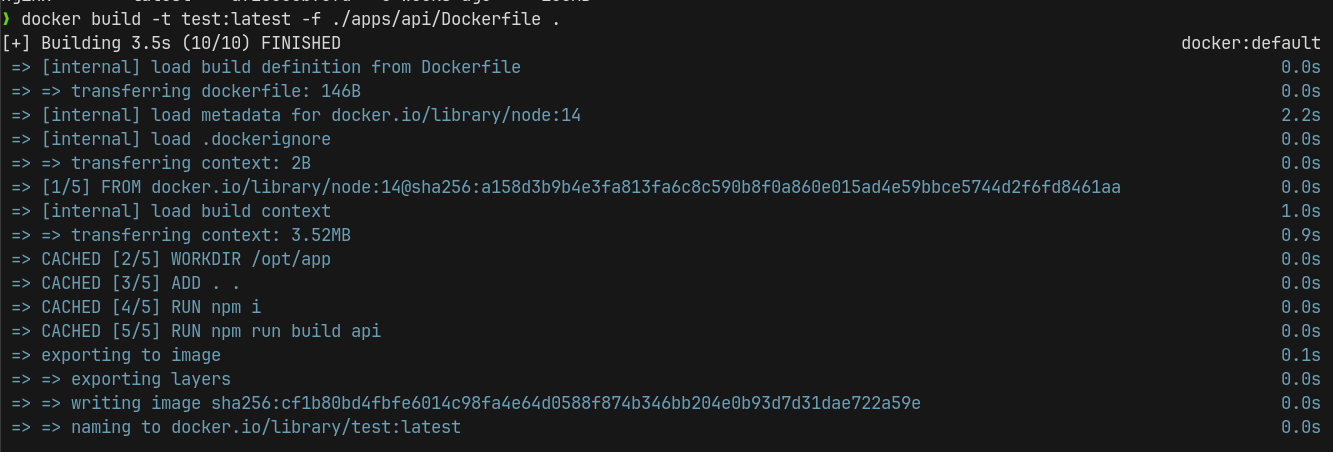 ❯ docker build -t test:latest -f ./apps/api/Dockerfile .
[+] Building 3.5s (10/10) FINISHED docker:default
=> [internal] load build definition from Dockerfile 0.0s
=> => transferring dockerfile: 146B 0.0s
=> [internal] load metadata for docker.io/library/node:14 2.2s
=> [internal] load .dockerignore 0.0s
=> => transferring context: 2B 0.0s
=> [1/5] FROM docker.io/library/node:14@sha256:a158d3b9b4e3fa813fa6c8c590b8f0a860e015ad4e59bbce5744d2f6fd8461aa 0.0s
=> [internal] load build context 1.0s
=> => transferring context: 3.52MB 0.9s
=> CACHED [2/5] WORKDIR /opt/app 0.0s
=> CACHED [3/5] ADD . . 0.0s
=> CACHED [4/5] RUN npm i 0.0s
=> CACHED [5/5] RUN npm run build api 0.0s
=> exporting to image 0.1s
=> => exporting layers 0.0s
=> => writing image sha256:cf1b80bd4fbfe6014c98fa4e64d0588f874b346bb204e0b93d7d31dae722a59e 0.0s
=> => naming to docker.io/library/test:latest 0.0s